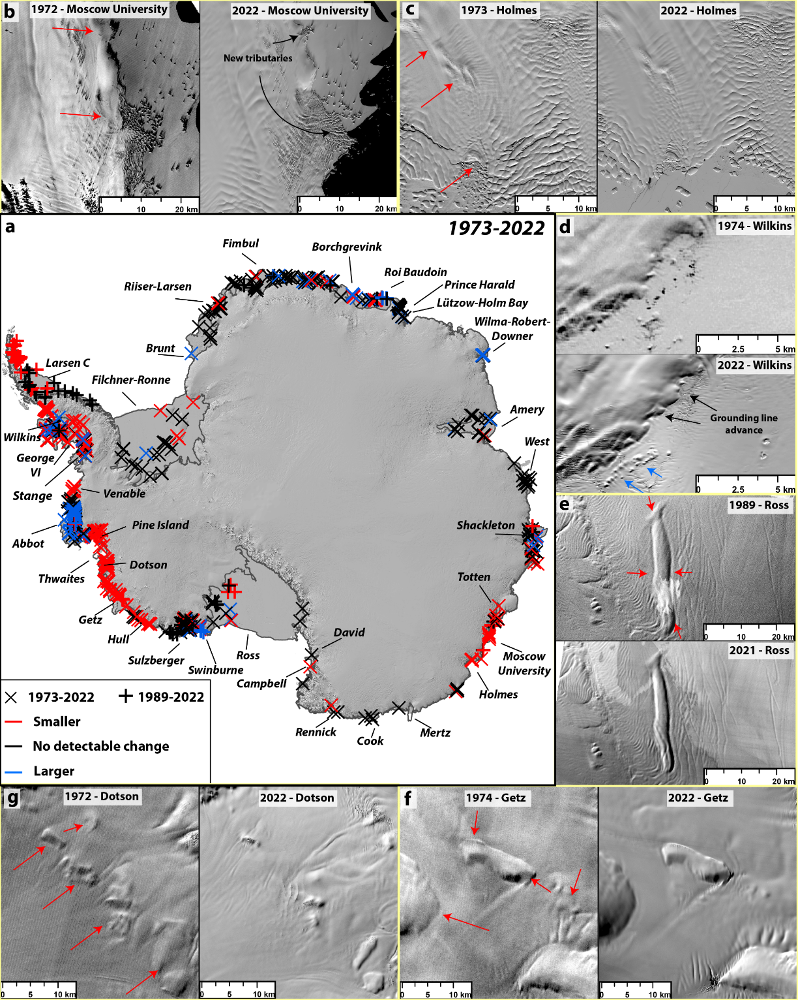 b
1972 - Moscow University
2022 - Moscow University
New tributaries
0 10 20 km
0 10 20 km
c
1973 - Holmes
2022 - Holmes
0 5 10 km
0 5 10 km
a
1973-2022
Fimbul
Borchgrevink
Roi Baudoin
Riiser-Larsen
Prince Harald
Lützow-Holm Bay
Wilma-Robert-
Downer
Brunt
Larsen C
Filchner-Ronne
Amery
Wilkins
West
George
VI
Stange
Venable
Pine Island
Shackleton
Abbot
Dotson
Thwaites
Totten
Getz
David
Hull
Ross
Moscow
University
Sulzberger
Swinburne
Campbell
Holmes
Rennick
Mertz
Cook
1973-2022
1989-2022
Smaller
No detectable change
Larger
d
1974 - Wilkins
0 2.5 5 km
2022 - Wilkins
Grounding line
advance
0 2.5 5 km
e
1989 - Ross
0 10 20 km
2021 - Ross
0 10 20 km
g
1972 - Dotson
2022 - Dotson
0 5 10 km
0 5 10 km
f
1974 - Getz
2022 - Getz
0 5 10 km
0 5 10 km